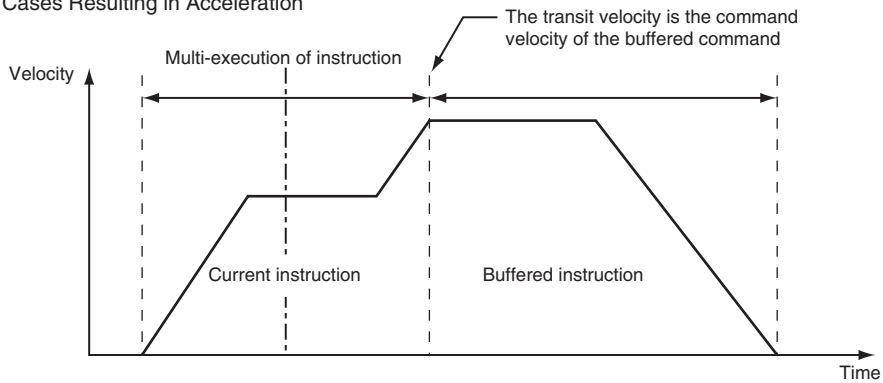 Cases Resulting in Acceleration
The transit velocity is the command
velocity of the buffered command
Multi-execution of instruction
Velocity
Current instruction
Buffered instruction
Time